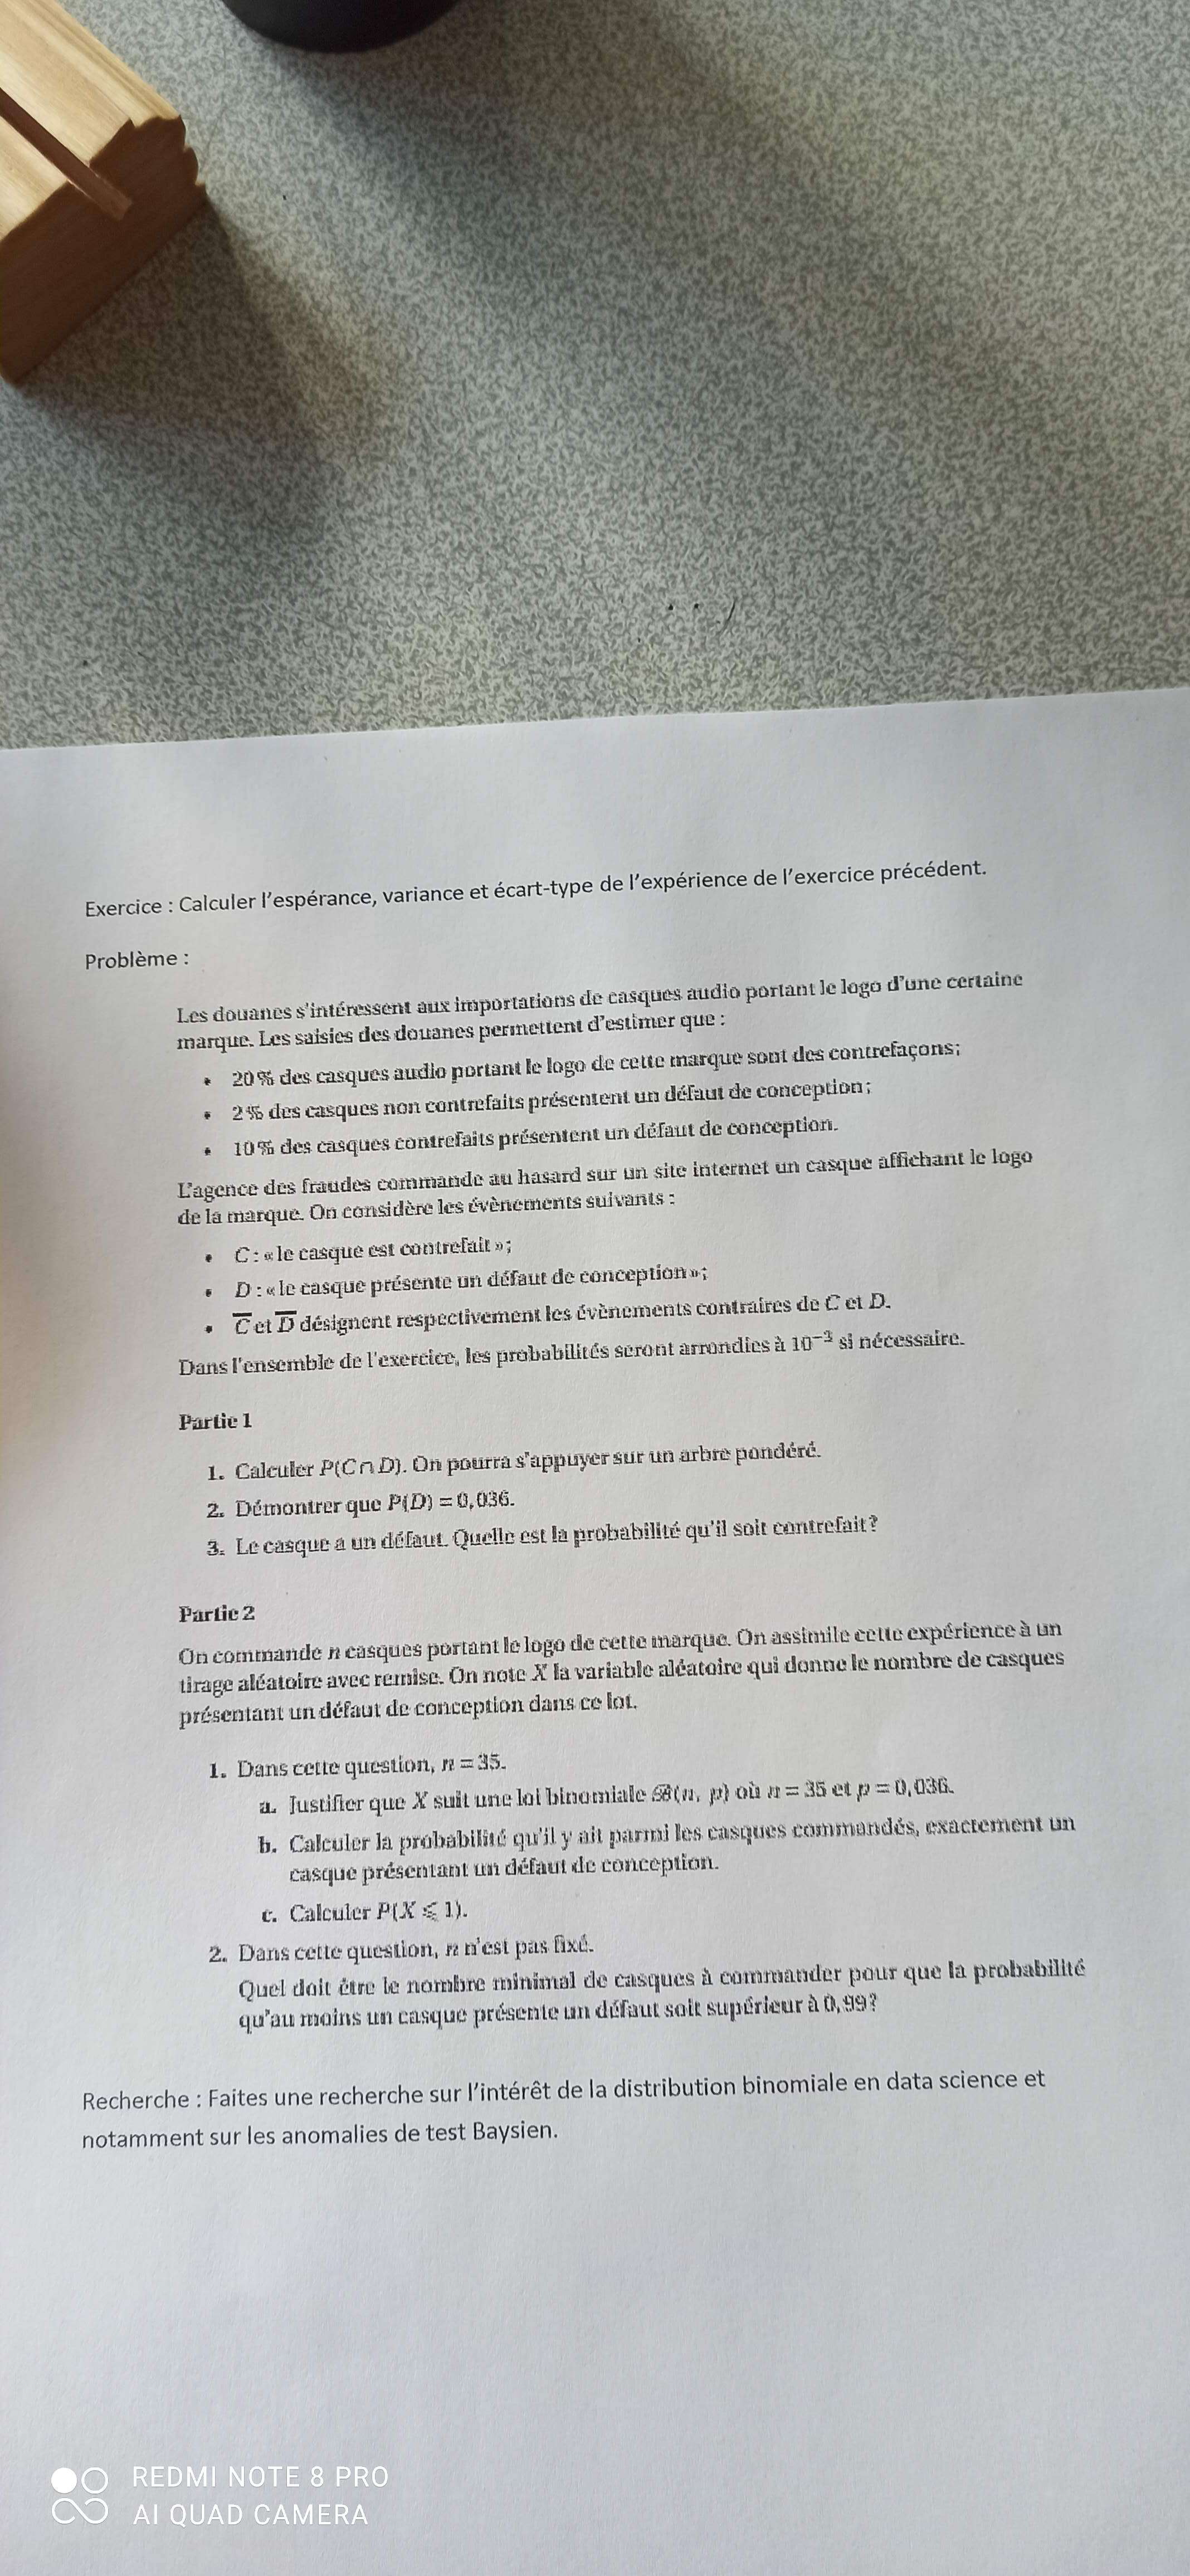 Exercice : Calculer l'espérance, variance et écart-type de l'expérience de l'exercice précédent.
Problème :
Les douanes s'intéressent aux importations de casques audio portant le logo d'une certaine
marque. Les saisies des douanes permettent d'estimer que :
• 20% des casques audio portant le logo de cette marque sont des contrefaçons;
• 2% des casques non contrefaits présentent un défaut de conception;
• 10% des casques contrefaits présentent un défaut de conception.
L'agence des fraudes commande au hasard sur un site internet un casque affichant le logo
de la marque. On considère les évènements suivants :
• C : « le casque est contrefait »;
• D : « le casque présente un défaut de conception »;
• C̅ et D̅ désignent respectivement les évènements contraires de C et D.
Dans l'ensemble de l'exercice, les probabilités seront arrondies à 10⁻³ si nécessaire.
Partie 1
1. Calculer P(C ∩ D). On pourra s'appuyer sur un arbre pondéré.
2. Démontrer que P(D) = 0,036.
3. Le casque a un défaut. Quelle est la probabilité qu'il soit contrefait?
Partie 2
On commande n casques portant le logo de cette marque. On assimile cette expérience à un
tirage aléatoire avec remise. On note X la variable aléatoire qui donne le nombre de casques
présentant un défaut de conception dans ce lot.
1. Dans cette question, n = 35.
a. Justifier que X suit une loi binomiale ℬ(n, p) où n = 35 et p = 0,036.
b. Calculer la probabilité qu'il y ait parmi les casques commandés, exactement un
casque présentant un défaut de conception.
c. Calculer P(X ⩽ 1).
2. Dans cette question, n n'est pas fixé.
Quel doit être le nombre minimal de casques à commander pour que la probabilité
qu'au moins un casque présente un défaut soit supérieur à 0,99?
Recherche : Faites une recherche sur l'intérêt de la distribution binomiale en data science et
notamment sur les anomalies de test Baysien.
REDMI NOTE 8 PRO
AI QUAD CAMERA